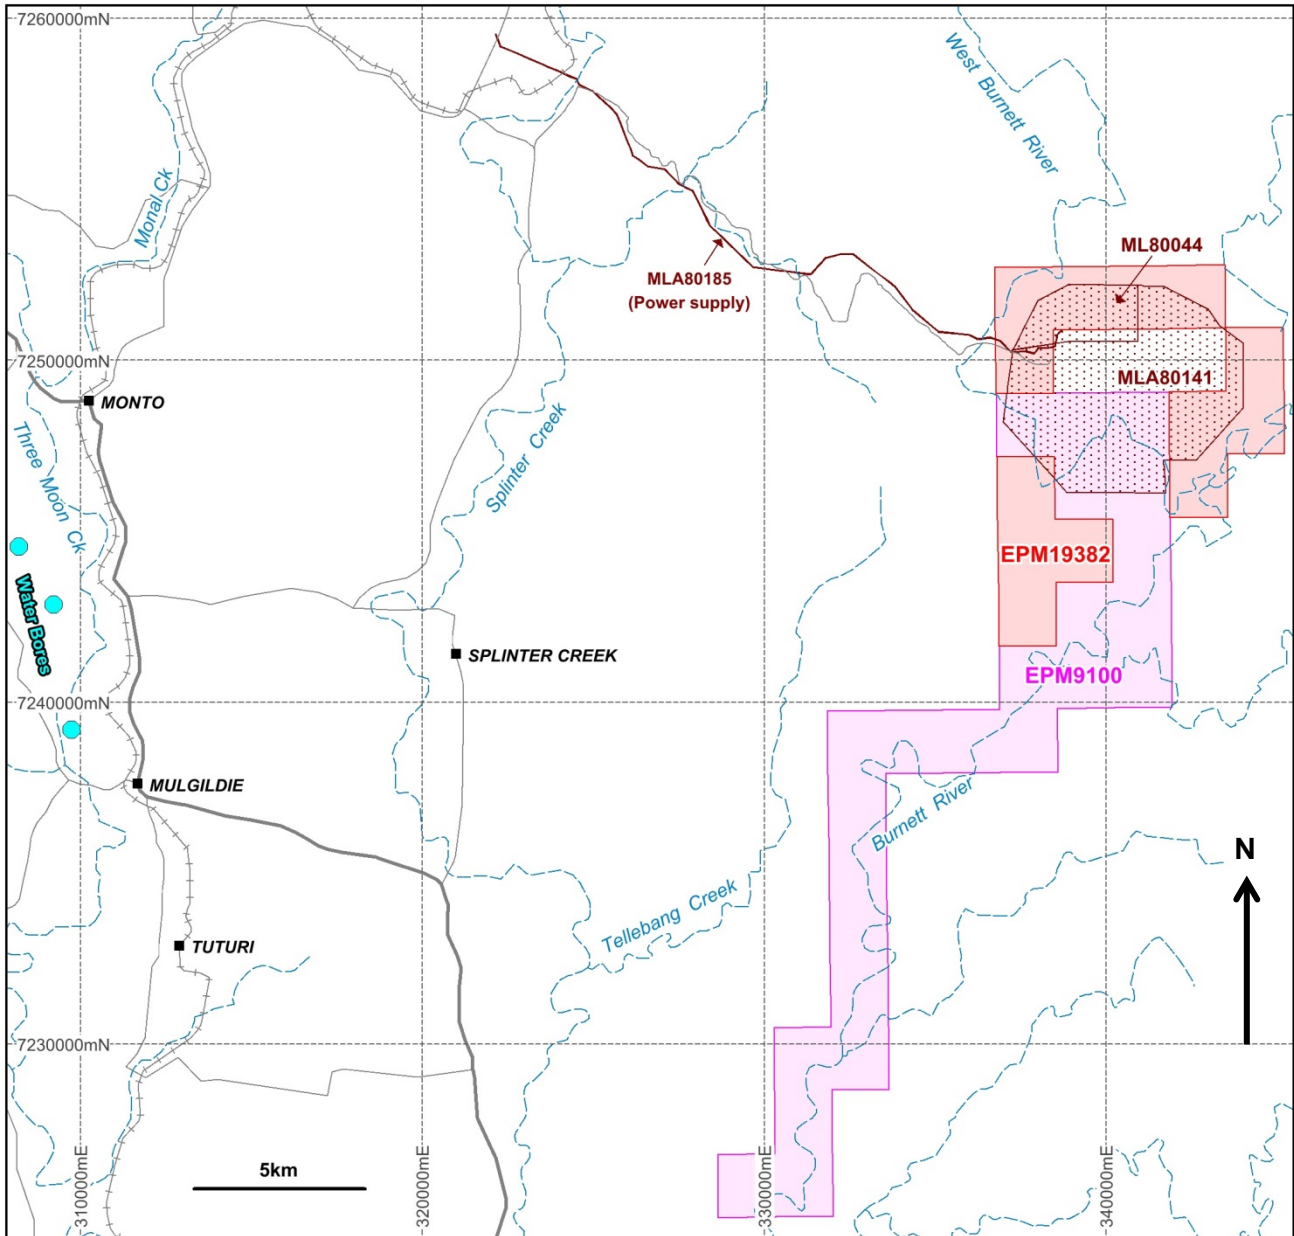 7260000mN
West Burnett River
Monal Ck
ML80044
MLA80185
(Power supply)
7250000mN
MLA80141
MONTO
Three Moon Ck
Splinter Creek
EPM19382
Water Bores
SPLINTER CREEK
EPM9100
7240000mN
MULGILDIE
Burnett River
N
Tellebang Creek
TUTURI
7230000mN
5km
310000mE
320000mE
330000mE
340000mE